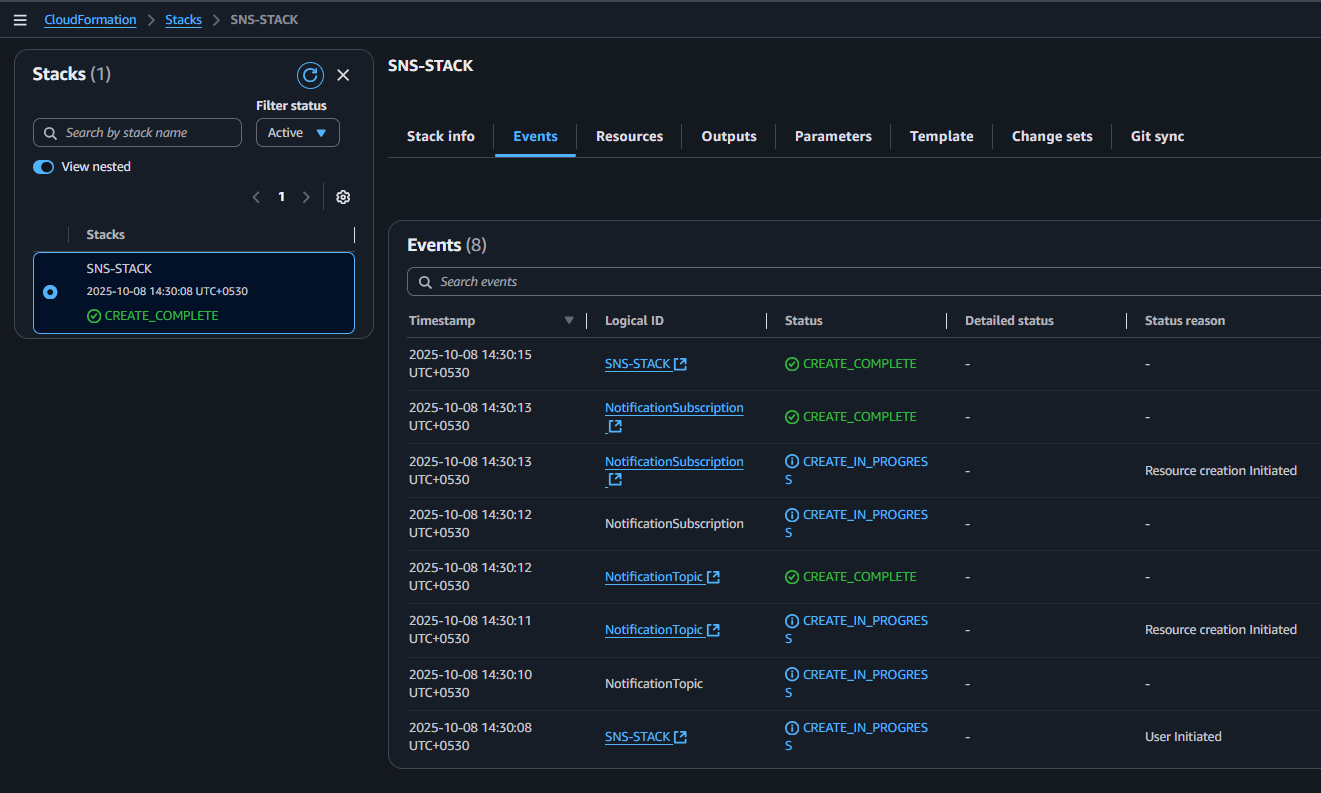 CloudFormation > Stacks > SNS-STACK
Stacks (1)
Filter status
Search by stack name
Active
View nested
1
Stacks
SNS-STACK
2025-10-08 14:30:08 UTC+0530
CREATE_COMPLETE
SNS-STACK
Stack info Events Resources Outputs Parameters Template Change sets Git sync
Events (8)
Search events
Timestamp Logical ID Status Detailed status Status reason
2025-10-08 14:30:15
UTC+0530
SNS-STACK
CREATE_COMPLETE
-
-
2025-10-08 14:30:13
UTC+0530
NotificationSubscription
CREATE_COMPLETE
-
-
2025-10-08 14:30:13
UTC+0530
NotificationSubscription
CREATE_IN_PROGRES
S
-
Resource creation Initiated
2025-10-08 14:30:12
UTC+0530
NotificationSubscription
CREATE_IN_PROGRES
S
-
-
2025-10-08 14:30:12
UTC+0530
NotificationTopic
CREATE_COMPLETE
-
-
2025-10-08 14:30:11
UTC+0530
NotificationTopic
CREATE_IN_PROGRES
S
-
Resource creation Initiated
2025-10-08 14:30:10
UTC+0530
NotificationTopic
CREATE_IN_PROGRES
S
-
-
2025-10-08 14:30:08
UTC+0530
SNS-STACK
CREATE_IN_PROGRES
S
-
User Initiated